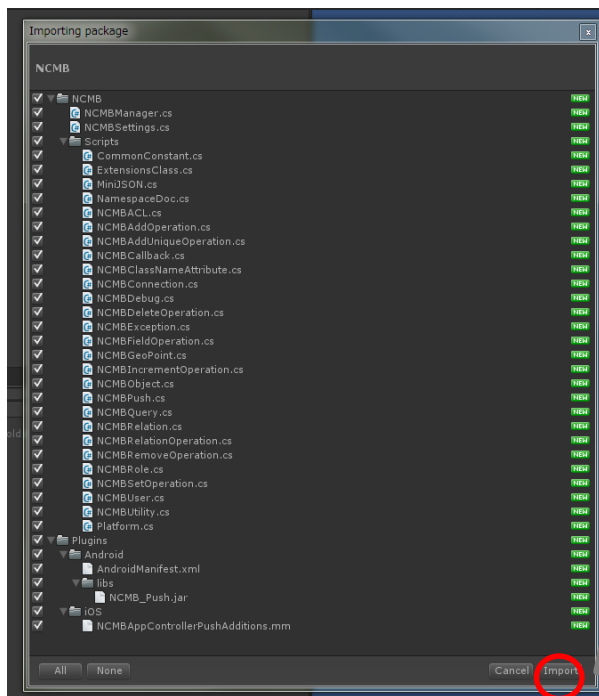 Importing package
x
NCMB
NCMB NEW
NCMBManager.cs NEW
NCMBSettings.cs NEW
Scripts NEW
CommonConstant.cs NEW
ExtensionsClass.cs NEW
MiniJSON.cs NEW
NamespaceDoc.cs NEW
NCMBACL.cs NEW
NCMBAddOperation.cs NEW
NCMBAddUniqueOperation.cs NEW
NCMBCallback.cs NEW
NCMBClassNameAttribute.cs NEW
NCMBConnection.cs NEW
NCMBDebug.cs NEW
NCMBDeleteOperation.cs NEW
NCMBException.cs NEW
NCMBFieldOperation.cs NEW
NCMBGeoPoint.cs NEW
NCMBIncrementOperation.cs NEW
NCMBObject.cs NEW
NCMBPush.cs NEW
NCMBQuery.cs NEW
NCMBRelation.cs NEW
NCMBRelationOperation.cs NEW
NCMBRemoveOperation.cs NEW
NCMBRole.cs NEW
NCMBSetOperation.cs NEW
NCMBUser.cs NEW
NCMBUtility.cs NEW
Platform.cs NEW
Plugins NEW
Android NEW
AndroidManifest.xml NEW
libs NEW
NCMB_Push.jar NEW
iOS NEW
NCMBAppControllerPushAdditions.mm NEW
All None Cancel Import